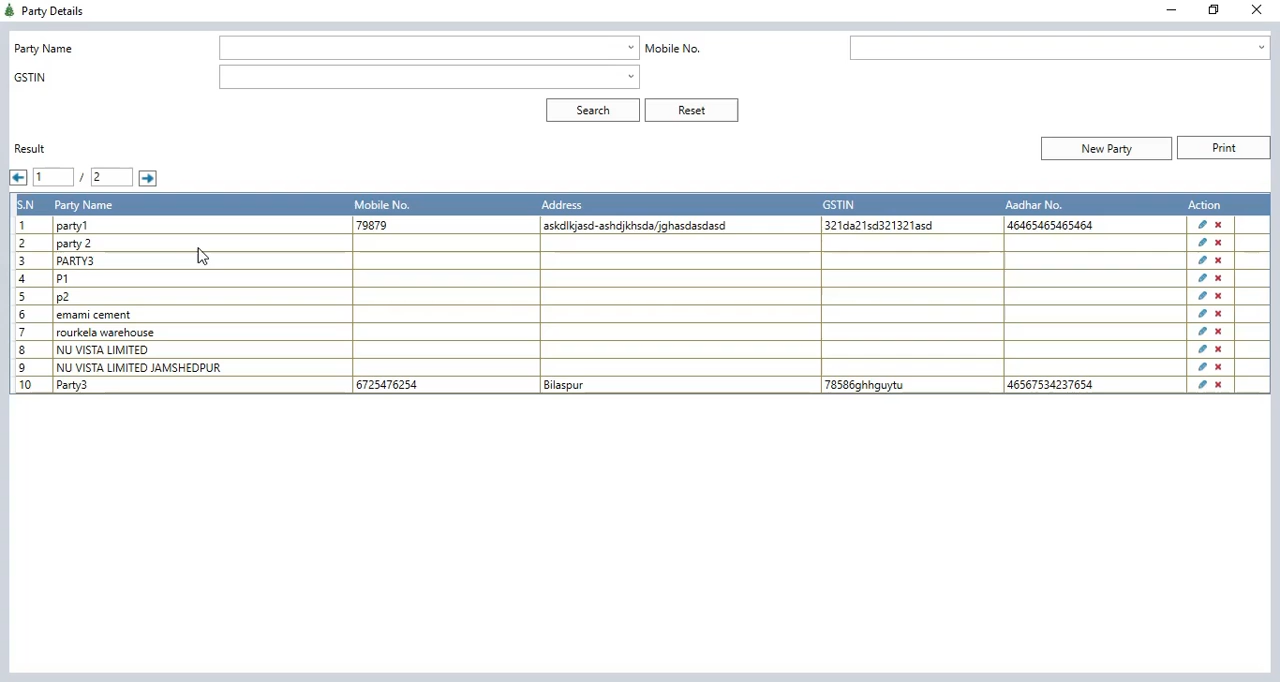 Party Details
Party Name Mobile No.
GSTIN
Search Reset
Result New Party Print
1 / 2
S.N Party Name Mobile No. Address GSTIN Aadhar No. Action
1 party1 79879 askdlkjasd-ashdjkhsda/jghasdasdasd 321da21sd321321asd 46465465465464
2 party 2
3 PARTY3
4 P1
5 p2
6 emami cement
7 rourkela warehouse
8 NU VISTA LIMITED
9 NU VISTA LIMITED JAMSHEDPUR
10 Party3 6725476254 Bilaspur 78586ghhguytu 46567534237654